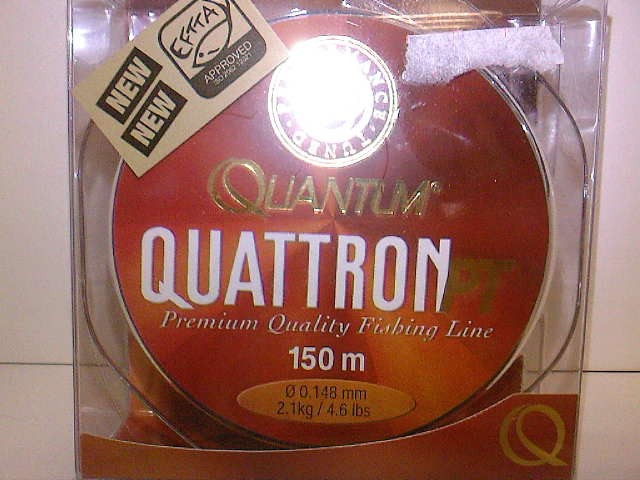 NEW
NEW
EFTTA
APPROVED
QUANTUM
QUATTRON PT
Premium Quality Fishing Line
150 m
Ø 0.148 mm
2.1kg / 4.6 lbs